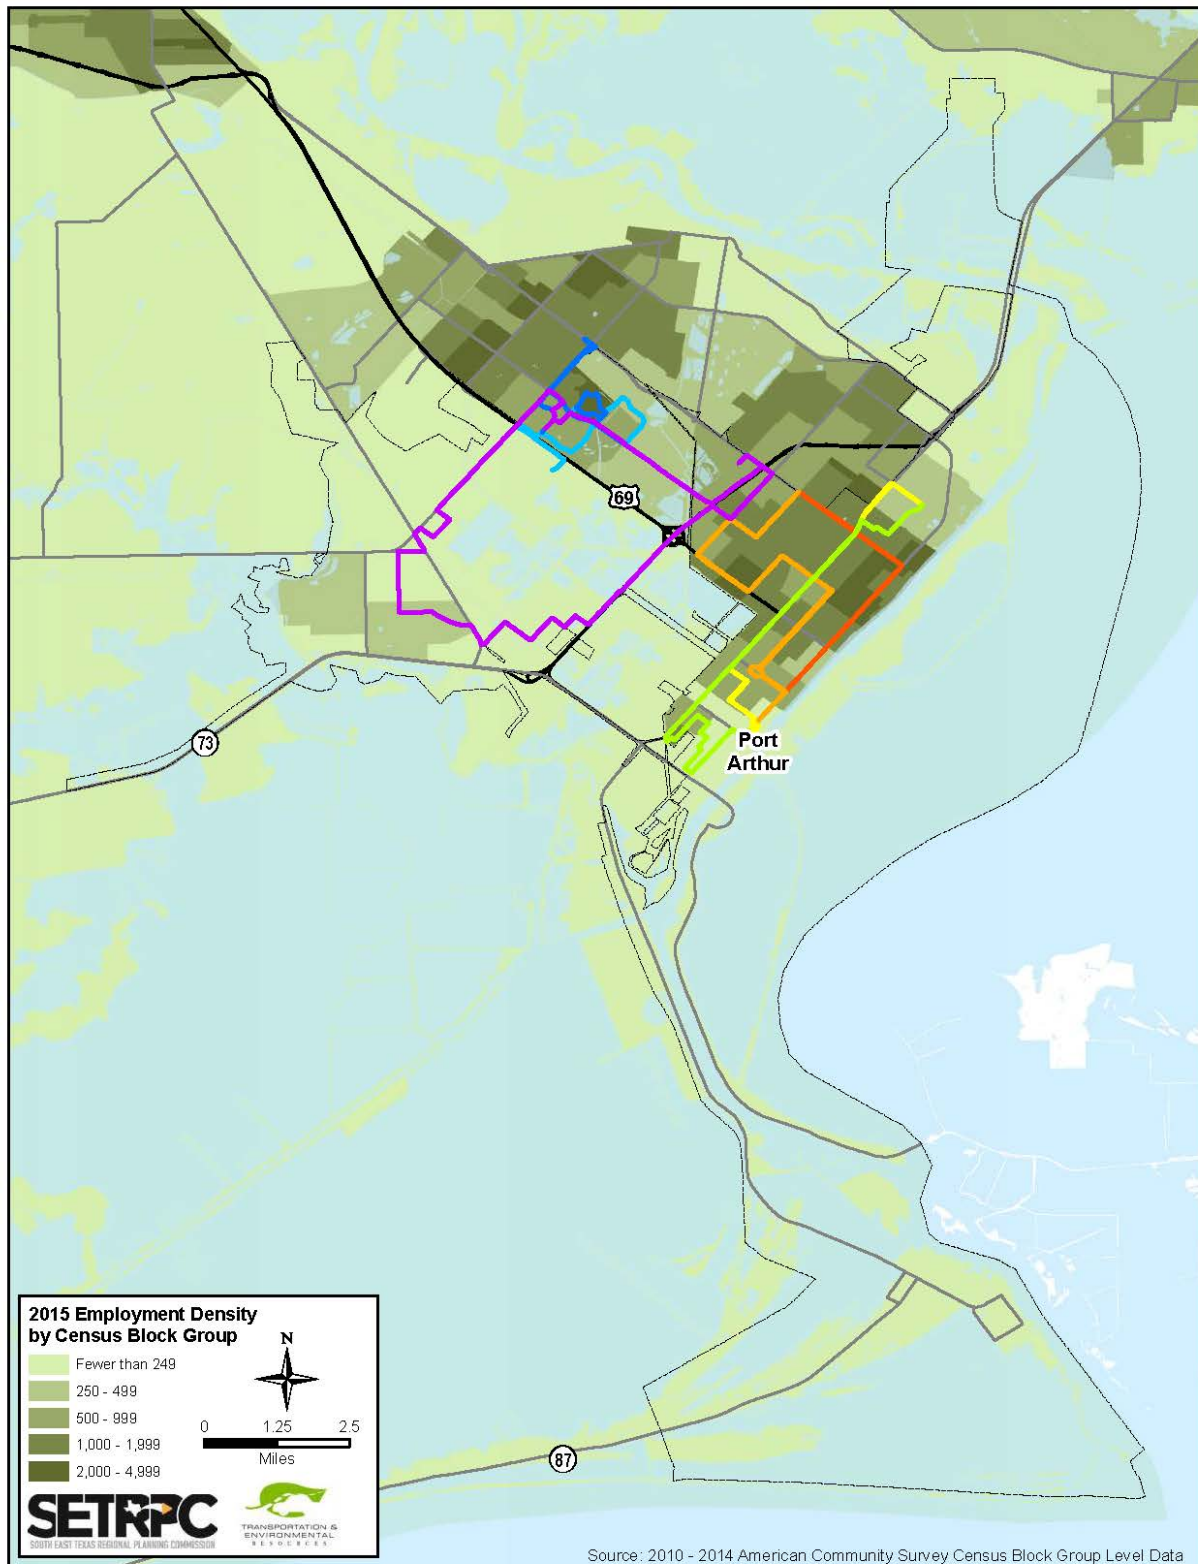 69
73
Port
Arthur
87
2015 Employment Density
by Census Block Group
N
Fewer than 249
250 - 499
500 - 999
1,000 - 1,999
2,000 - 4,999
0 1.25 2.5
Miles
SETRPC
SOUTH EAST TEXAS REGIONAL PLANNING COMMISSION
TRANSPORTATION &
ENVIRONMENTAL
RESOURCES
Source: 2010 - 2014 American Community Survey Census Block Group Level Data